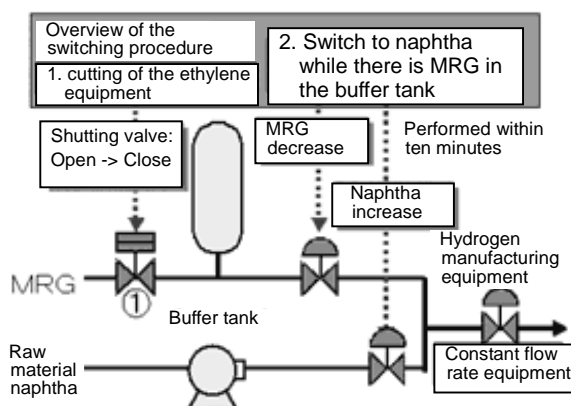 Overview of the
switching procedure
1. cutting of the ethylene
equipment
2. Switch to naphtha
while there is MRG in
the buffer tank
Shutting valve:
Open -> Close
MRG
decrease
Performed within
ten minutes
Naphtha
increase
Hydrogen
manufacturing
equipment
MRG
①
Buffer tank
Raw
material
naphtha
Constant flow
rate equipment